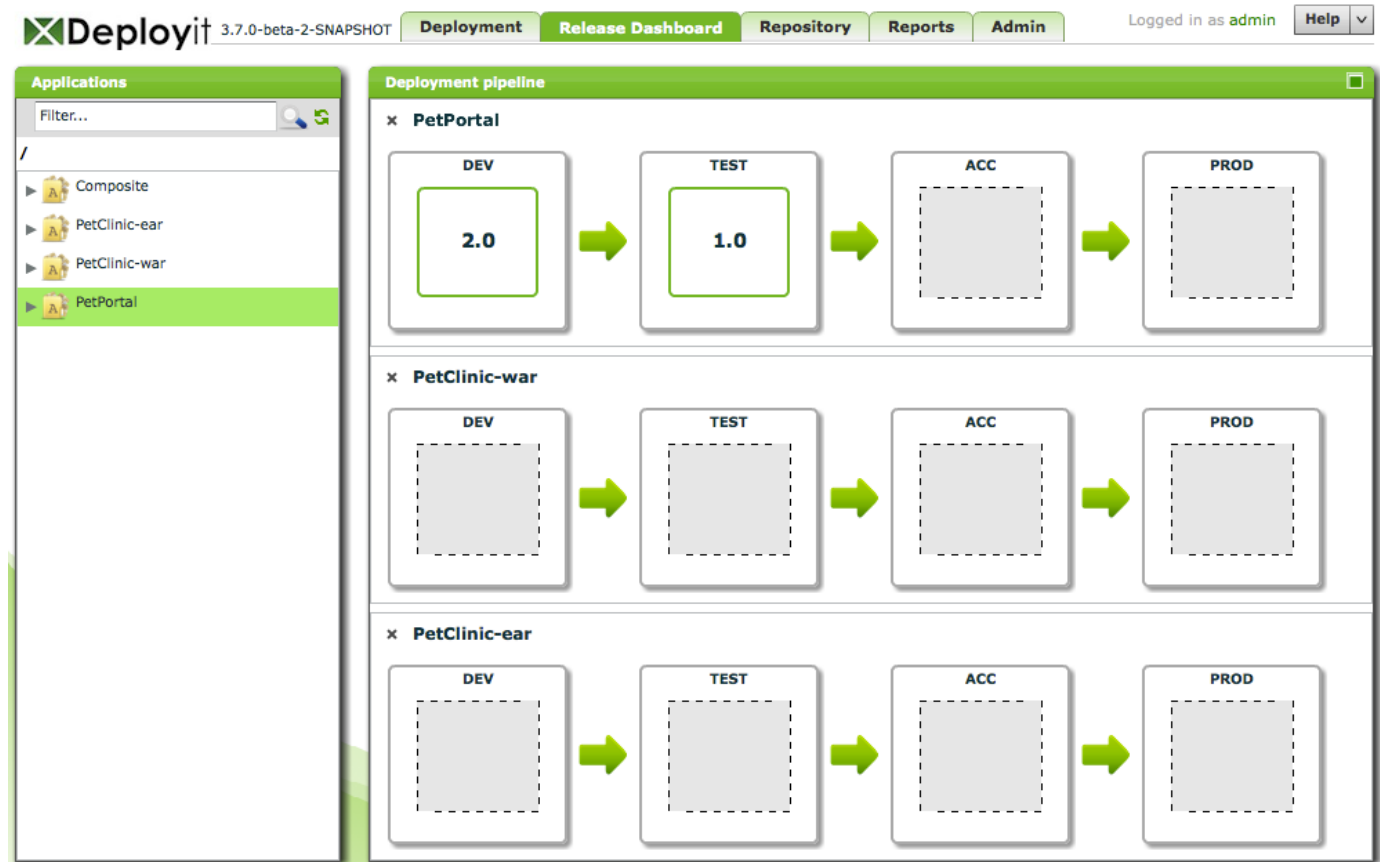 Deployit 3.7.0-beta-2-SNAPSHOT Deployment Release Dashboard Repository Reports Admin Logged in as admin Help
Applications
Filter...
/
A Composite
A PetClinic-ear
A PetClinic-war
A PetPortal
Deployment pipeline
PetPortal
DEV TEST ACC PROD
2.0 1.0
PetClinic-war
DEV TEST ACC PROD
PetClinic-ear
DEV TEST ACC PROD